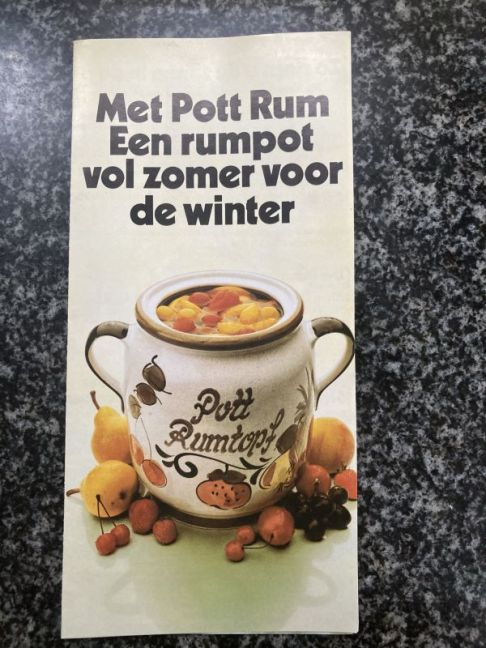 Met Pott Rum
Een rumpot
vol zomer voor
de winter
Pott
Rumtopf